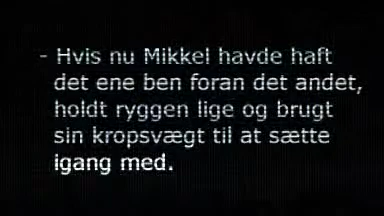 - Hvis nu Mikkel havde haft
det ene ben foran det andet,
holdt ryggen lige og brugt
sin kropsvægt til at sætte
igang med.